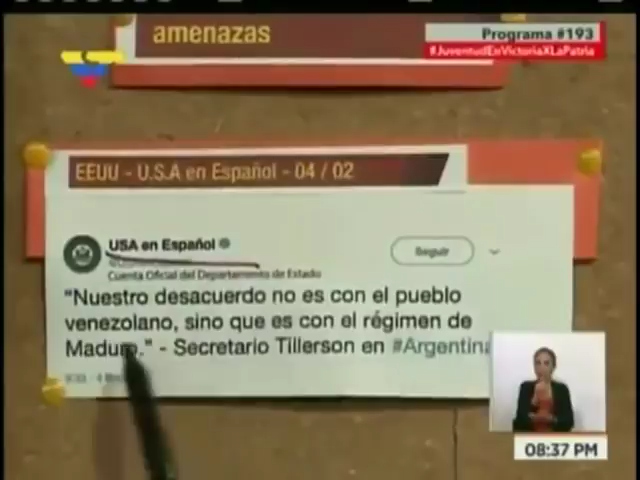 amenazas
Programa #193
#JuventudEnVictoriaXLaPatria
EEUU - U.S.A en Español - 04 / 02
USA en Español
Seguir
Cuenta Oficial del Departamento de Estado
"Nuestro desacuerdo no es con el pueblo
venezolano, sino que es con el régimen de
Maduro." - Secretario Tillerson en #Argentina
08:37 PM